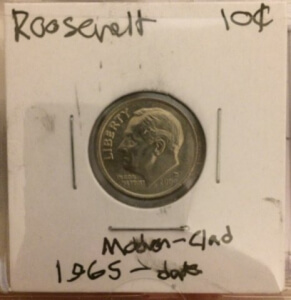 Roosevelt 10¢
LIBERTY
Modern-Clad
1965-date